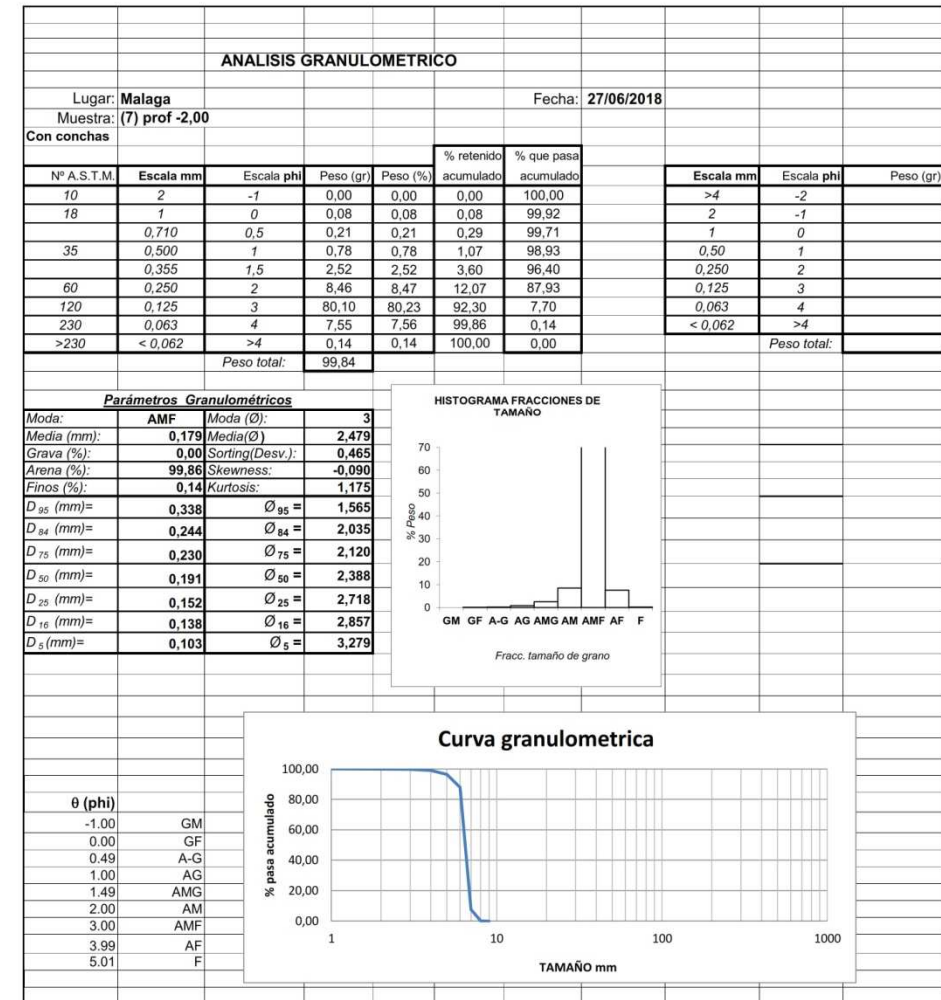 ANALISIS GRANULOMETRICO
Lugar: Malaga Fecha: 27/06/2018
Muestra: (7) prof -2,00
Con conchas
% retenido % que pasa
Nº A.S.T.M. Escala mm Escala phi Peso (gr) Peso (%) acumulado acumulado Escala mm Escala phi Peso (gr)
10 2 -1 0,00 0,00 0,00 100,00 >4 -2
18 1 0 0,08 0,08 0,08 99,92 2 -1
0,710 0,5 0,21 0,21 0,29 99,71 1 0
35 0,500 1 0,78 0,78 1,07 98,93 0,50 1
0,355 1,5 2,52 2,52 3,60 96,40 0,250 2
60 0,250 2 8,46 8,47 12,07 87,93 0,125 3
120 0,125 3 80,10 80,23 92,30 7,70 0,063 4
230 0,063 4 7,55 7,56 99,86 0,14 < 0,062 >4
>230 < 0,062 >4 0,14 0,14 100,00 0,00 Peso total:
Peso total: 99,84
Parámetros Granulométricos
Moda: AMF Moda (Ø): 3
Media (mm): 0,179 Media(Ø) 2,479
Grava (%): 0,00 Sorting(Desv.): 0,465
Arena (%): 99,86 Skewness: -0,090
Finos (%): 0,14 Kurtosis: 1,175
D 95 (mm)= 0,338 Ø 95 = 1,565
D 84 (mm)= 0,244 Ø 84 = 2,035
D 75 (mm)= 0,230 Ø 75 = 2,120
D 50 (mm)= 0,191 Ø 50 = 2,388
D 25 (mm)= 0,152 Ø 25 = 2,718
D 16 (mm)= 0,138 Ø 16 = 2,857
D 5 (mm)= 0,103 Ø 5 = 3,279
HISTOGRAMA FRACCIONES DE
TAMAÑO
% Peso
70
60
50
40
30
20
10
0
GM GF A-G AG AMG AM AMF AF F
Fracc. tamaño de grano
Curva granulometrica
% pasa acumulado
100,00
80,00
60,00
40,00
20,00
0,00
1 10 100 1000
TAMAÑO mm
θ (phi)
-1.00 GM
0.00 GF
0.49 A-G
1.00 AG
1.49 AMG
2.00 AM
3.00 AMF
3.99 AF
5.01 F